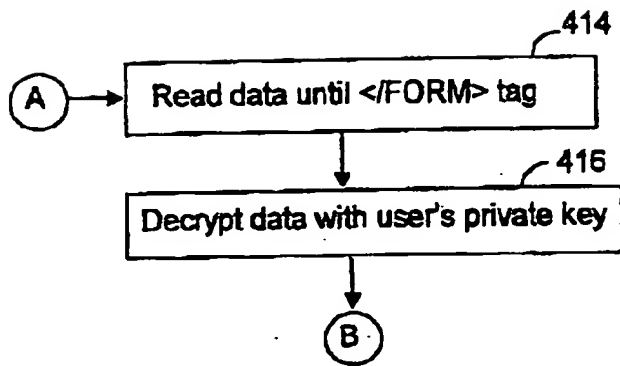 414
A
Read data until </FORM> tag
416
Decrypt data with user's private key
B